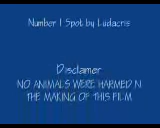 Number 1 Spot by Ludacris
Disclamer
NO ANIMALS WERE HARMED N
THE MAKING OF THIS FILM